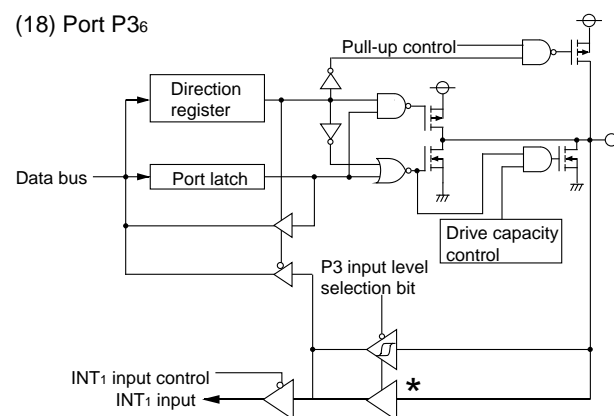 (18) Port P3₆
Pull-up control
Direction
register
Data bus
Port latch
Drive capacity
control
P3 input level
selection bit
*
INT₁ input control
INT₁ input